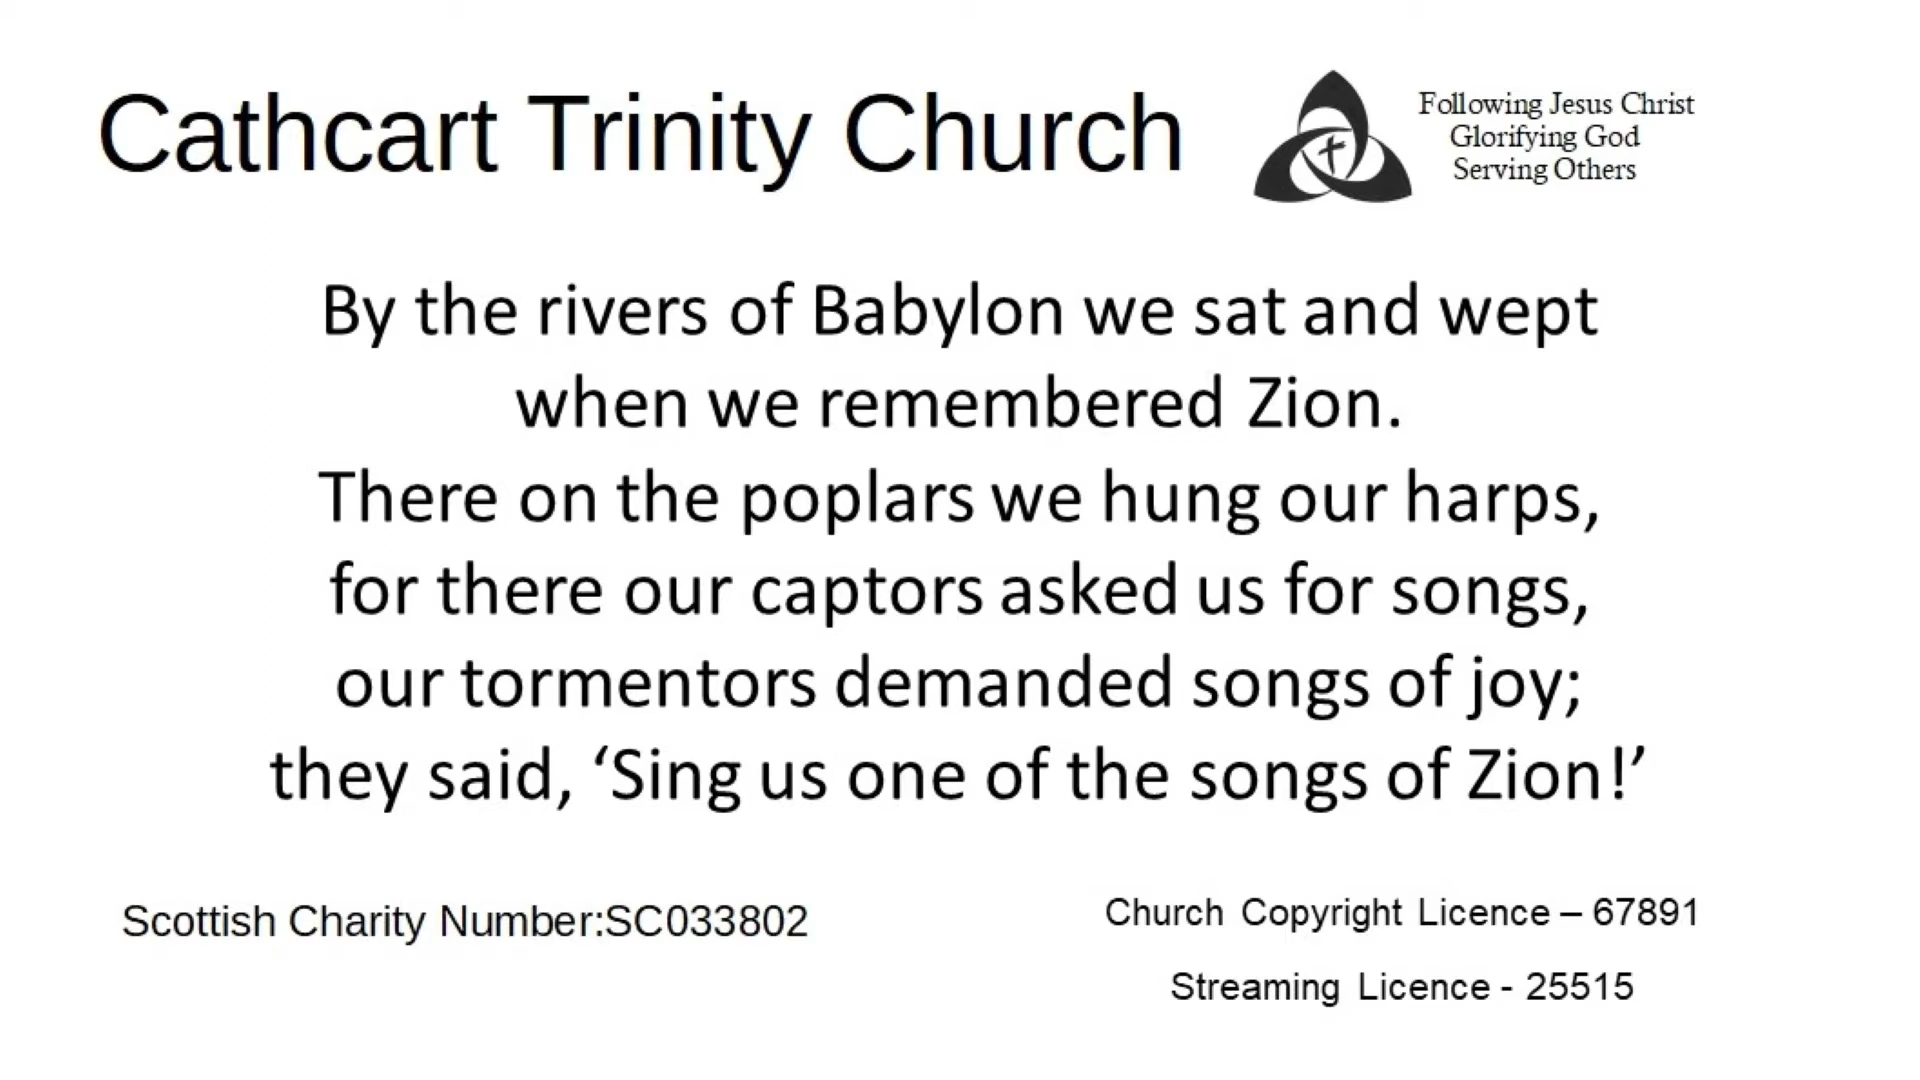 Cathcart Trinity Church
Following Jesus Christ
Glorifying God
Serving Others
By the rivers of Babylon we sat and wept
when we remembered Zion.
There on the poplars we hung our harps,
for there our captors asked us for songs,
our tormentors demanded songs of joy;
they said, ‘Sing us one of the songs of Zion!’
Scottish Charity Number:SC033802
Church Copyright Licence – 67891
Streaming Licence - 25515